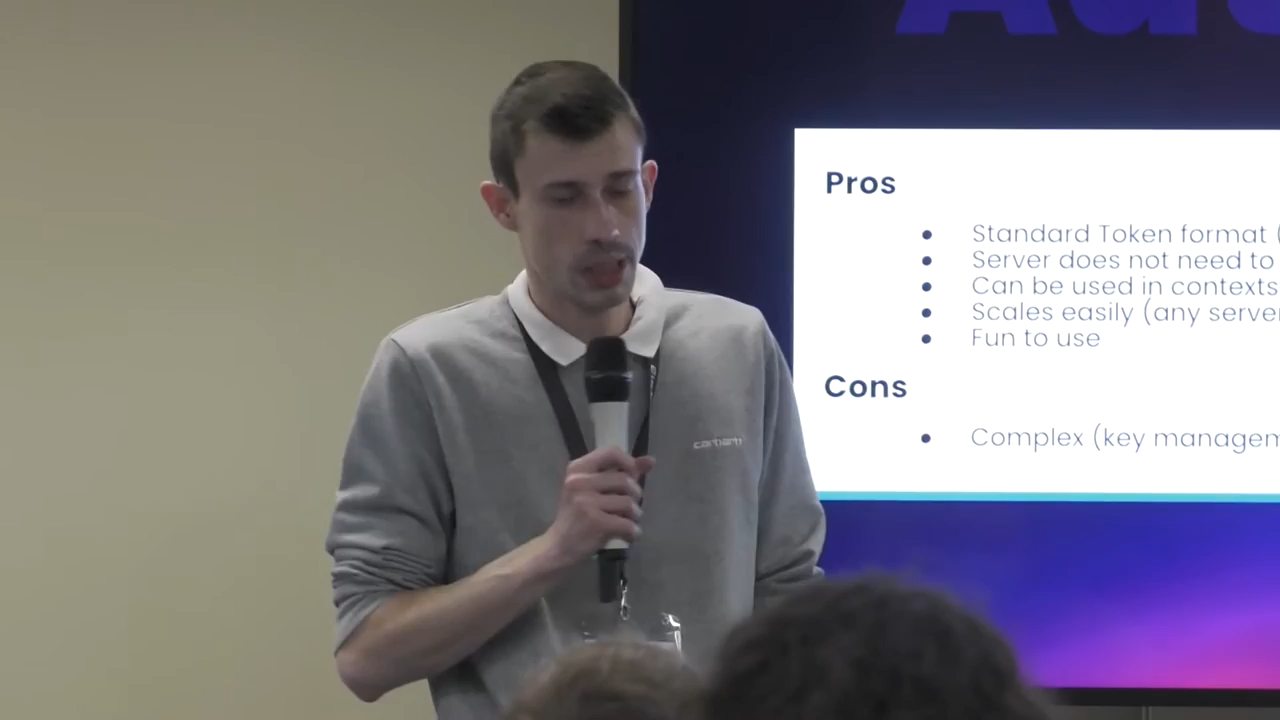 Pros
Standard Token format (
Server does not need to
Can be used in contexts
Scales easily (any serve
Fun to use
Cons
Complex (key managem
carhartt